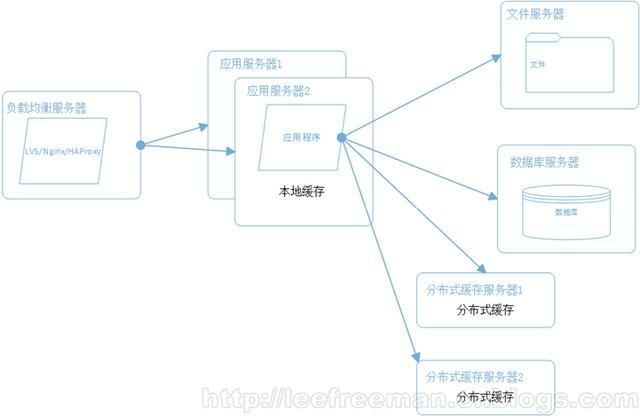 负载均衡服务器
LVS/Nginx/HAProxy
应用服务器1
应用服务器2
应用程序
本地缓存
文件服务器
文件
数据库服务器
数据库
分布式缓存服务器1
分布式缓存
分布式缓存服务器2
分布式缓存
http://leefreeman.cnblogs.com